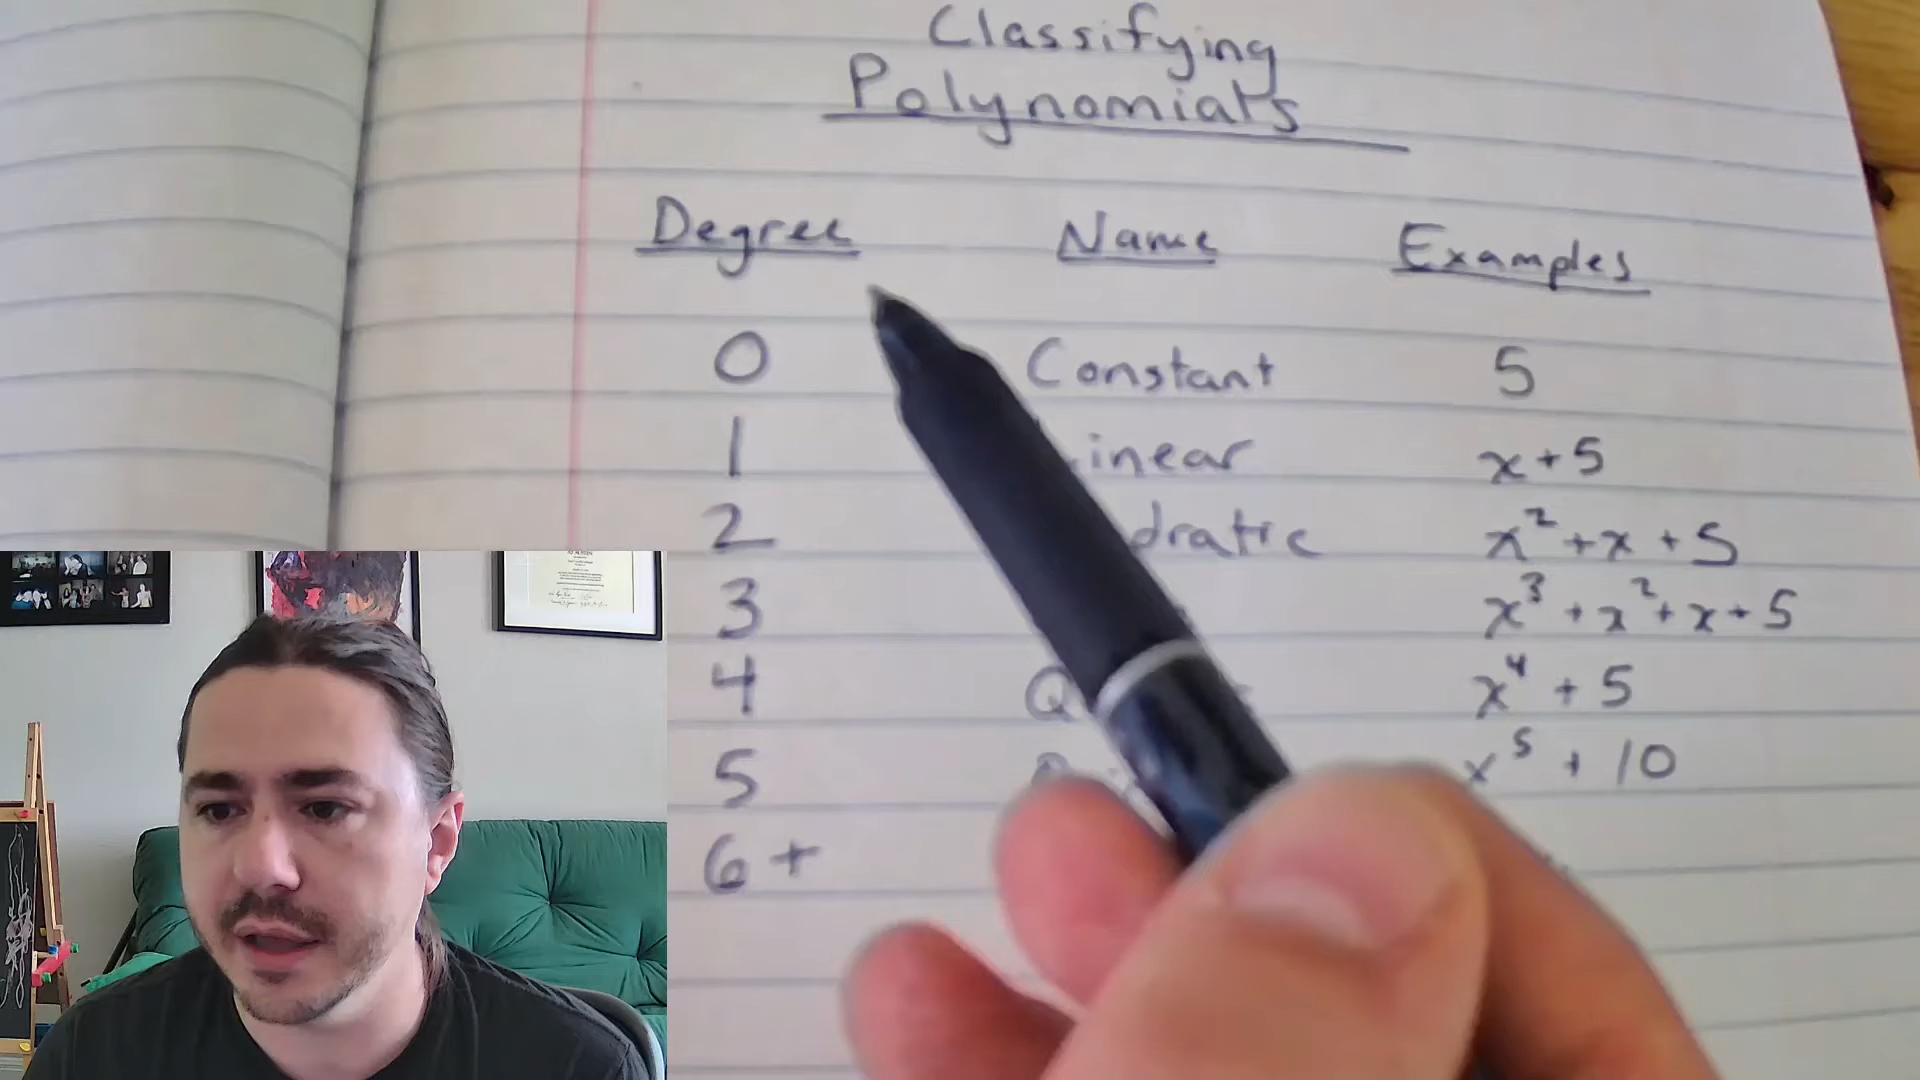 Classifying
Polynomials
Degree Name Examples
0 Constant 5
1 inear x+5
2 dratic x²+x+5
3 x³+x²+x+5
4 Q x⁴+5
5 x⁵+10
6+